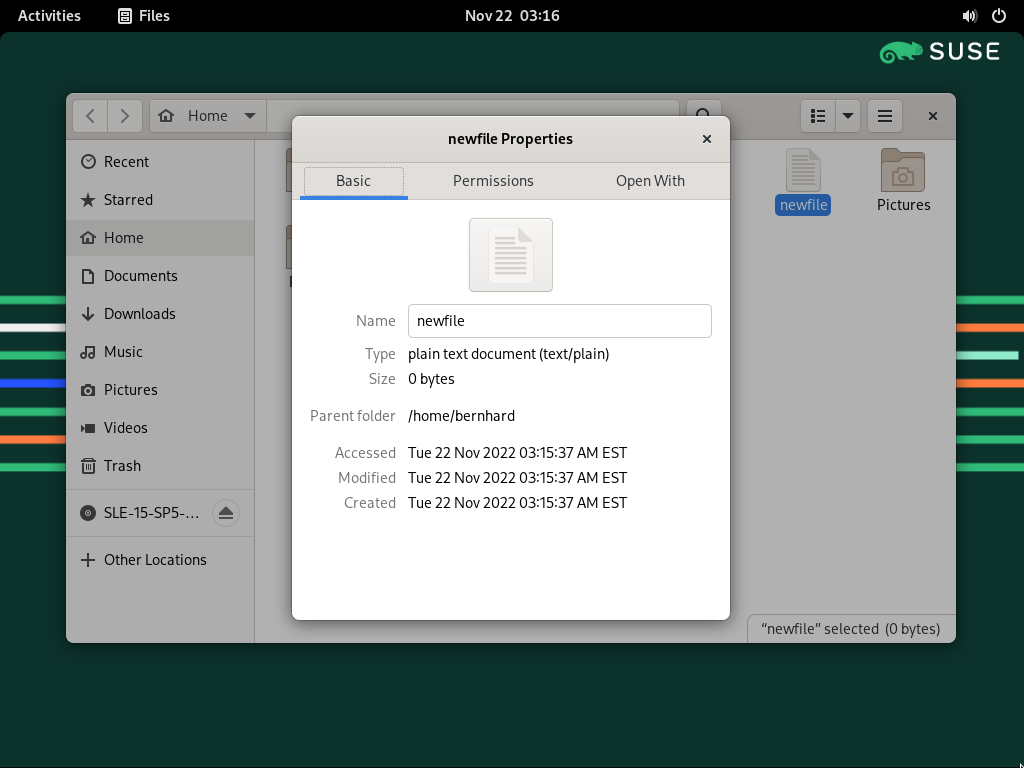 Activities Files Nov 22 03:16
SUSE
Home
newfile Properties
Recent
Starred
Home
Documents
Downloads
Music
Pictures
Videos
Trash
SLE-15-SP5-...
Other Locations
Basic Permissions Open With
Name newfile
Type plain text document (text/plain)
Size 0 bytes
Parent folder /home/bernhard
Accessed Tue 22 Nov 2022 03:15:37 AM EST
Modified Tue 22 Nov 2022 03:15:37 AM EST
Created Tue 22 Nov 2022 03:15:37 AM EST
newfile
Pictures
“newfile” selected (0 bytes)